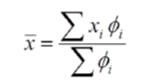 x̄ = ∑ xᵢ ϕᵢ / ∑ ϕᵢ